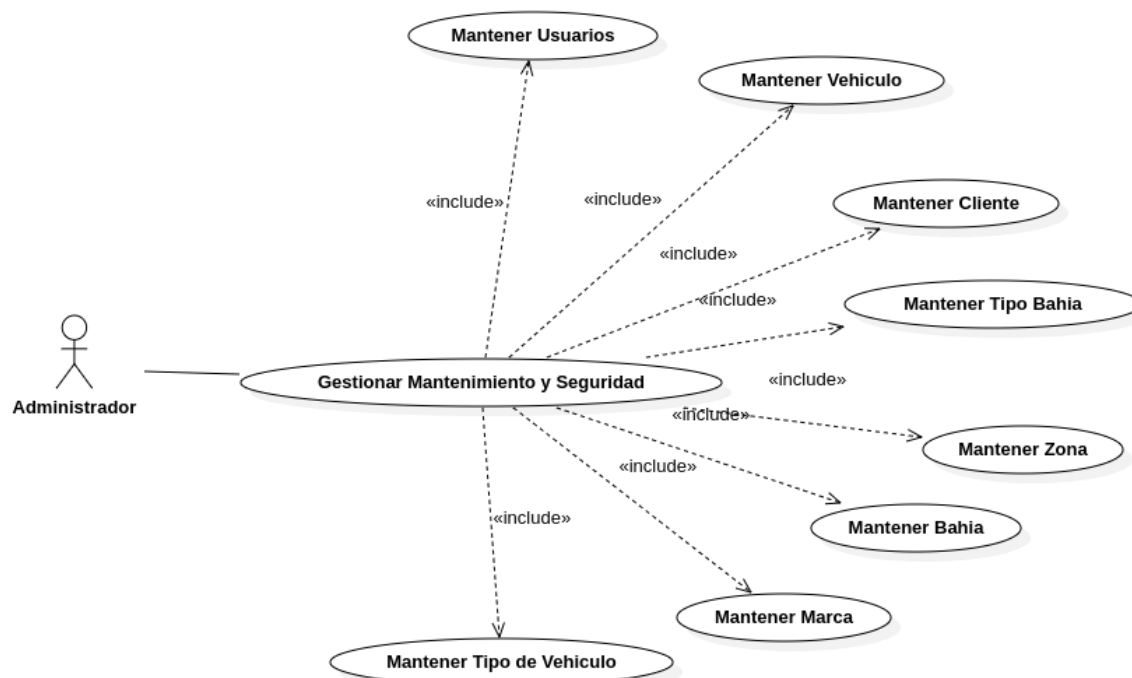 Mantener Usuarios
Mantener Vehiculo
«include»
«include»
Mantener Cliente
«include»
«include»
Mantener Tipo Bahia
Gestionar Mantenimiento y Seguridad
«include»
Administrador
«include»
Mantener Zona
«include»
«include»
Mantener Bahia
Mantener Marca
Mantener Tipo de Vehiculo